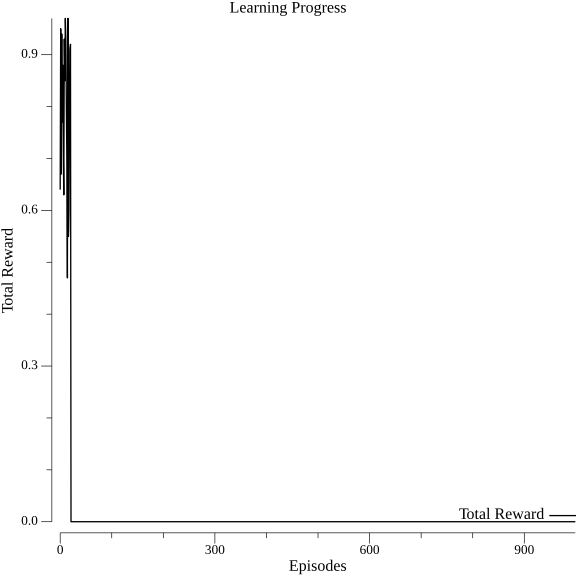 Learning Progress
0.9
0.6
0.3
0.0
Total Reward
Total Reward
0 300 600 900
Episodes